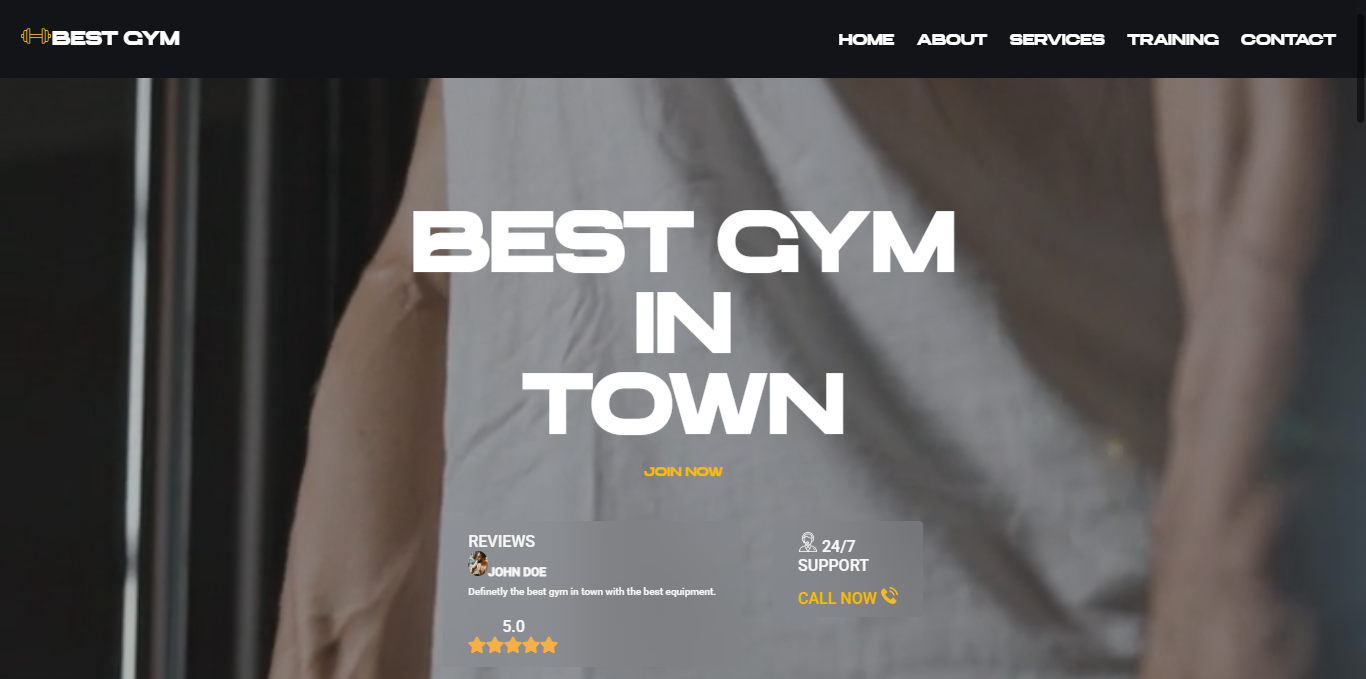 BEST GYM
HOME ABOUT SERVICES TRAINING CONTACT
BEST GYM
IN
TOWN
JOIN NOW
REVIEWS
JOHN DOE
Definetly the best gym in town with the best equipment.
5.0
24/7
SUPPORT
CALL NOW